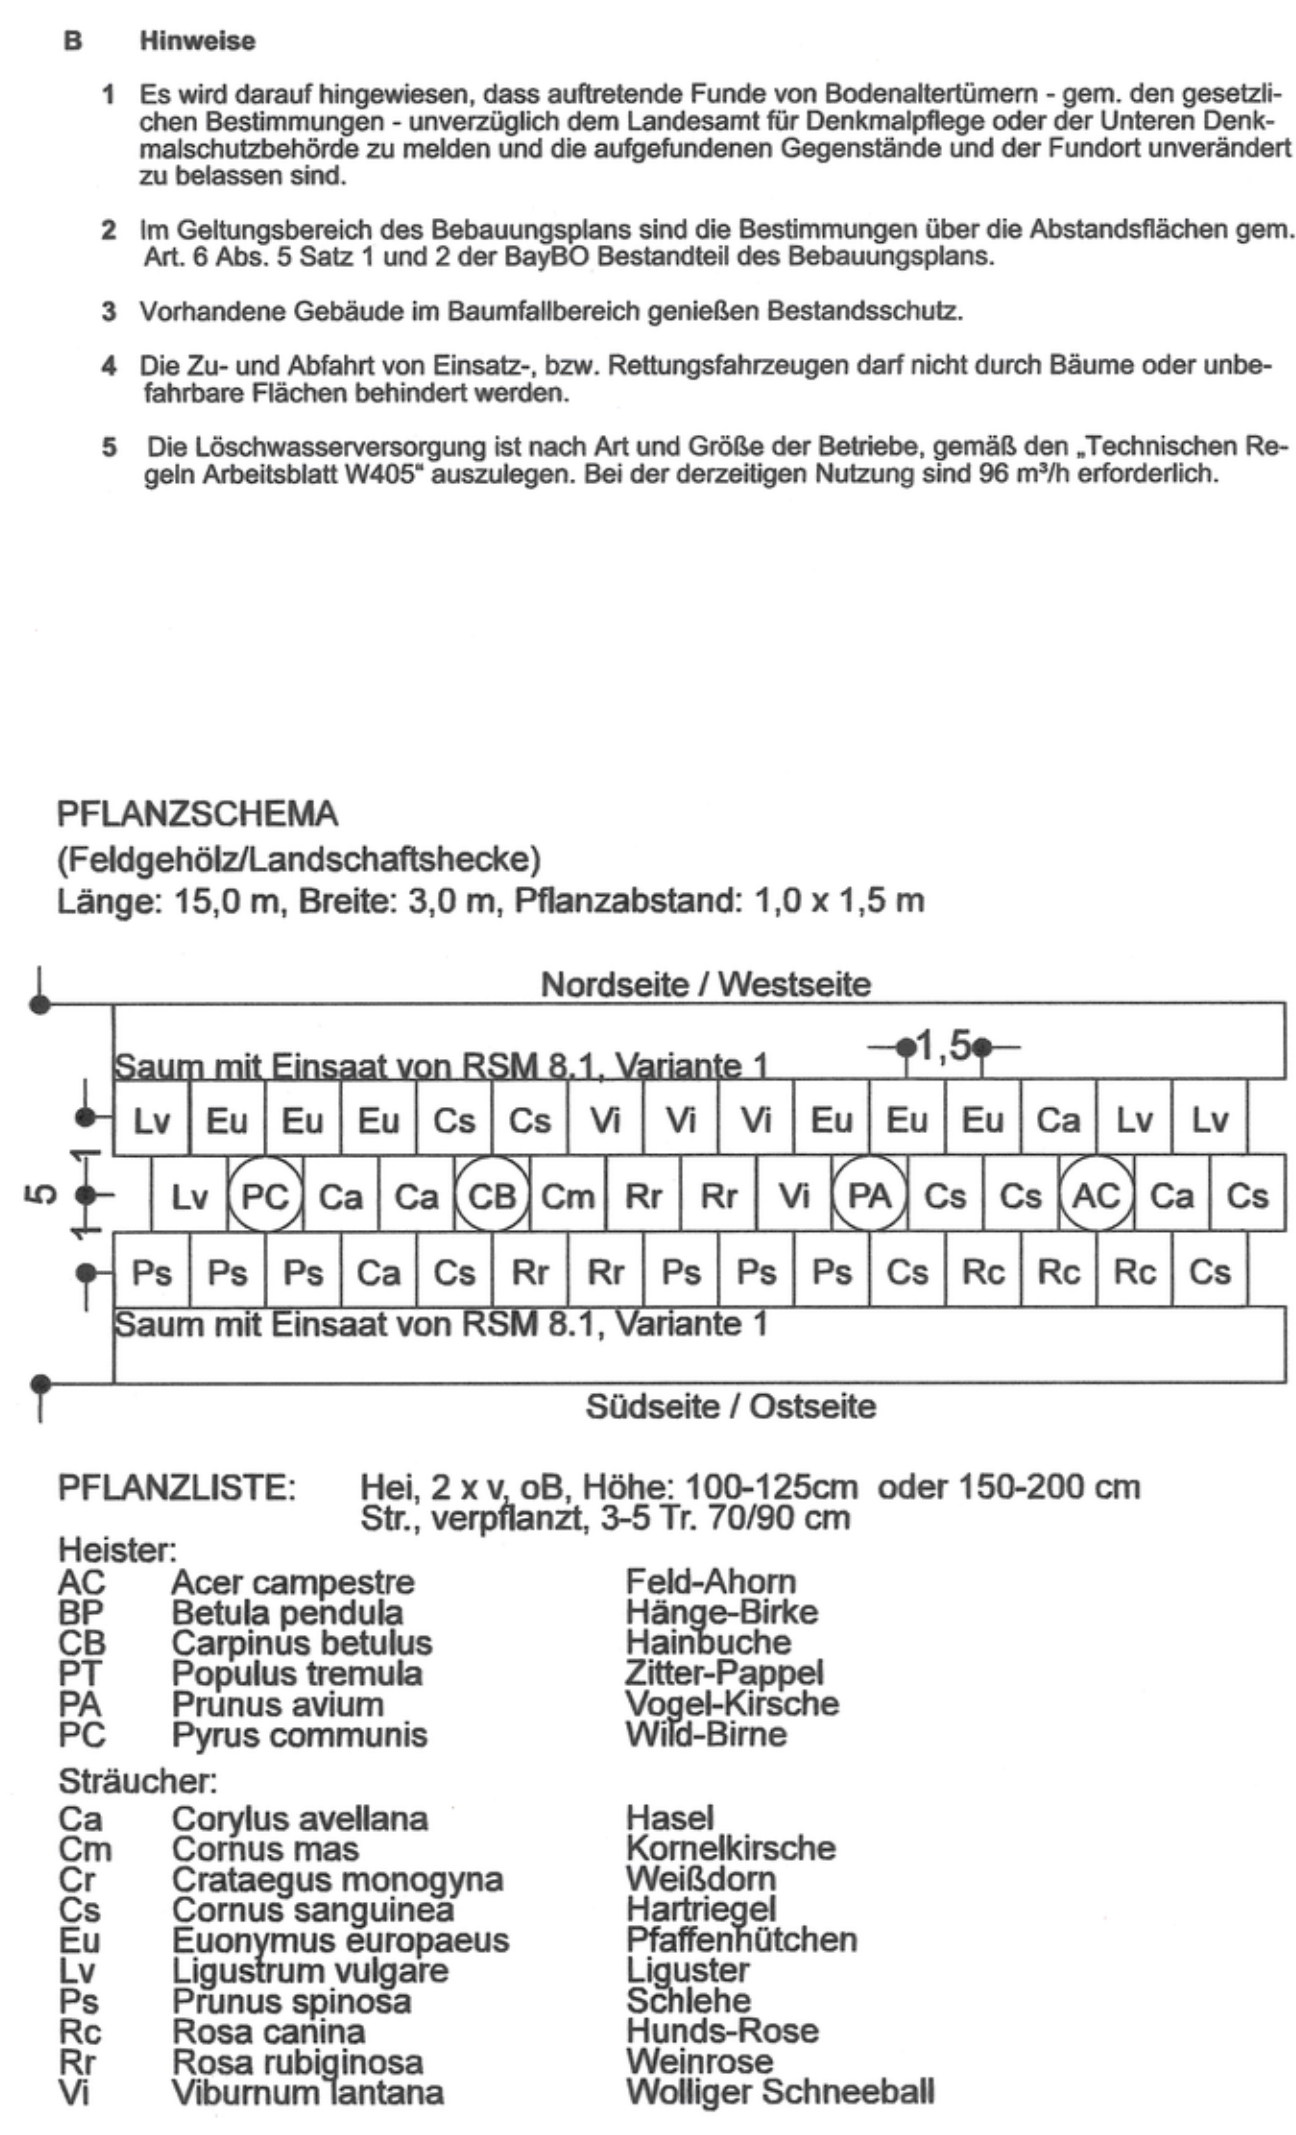 B Hinweise
1 Es wird darauf hingewiesen, dass auftretende Funde von Bodenaltertümern - gem. den gesetzli-
chen Bestimmungen - unverzüglich dem Landesamt für Denkmalpflege oder der Unteren Denk-
malschutzbehörde zu melden und die aufgefundenen Gegenstände und der Fundort unverändert
zu belassen sind.
2 Im Geltungsbereich des Bebauungsplans sind die Bestimmungen über die Abstandsflächen gem.
Art. 6 Abs. 5 Satz 1 und 2 der BayBO Bestandteil des Bebauungsplans.
3 Vorhandene Gebäude im Baumfallbereich genießen Bestandsschutz.
4 Die Zu- und Abfahrt von Einsatz-, bzw. Rettungsfahrzeugen darf nicht durch Bäume oder unbe-
fahrbare Flächen behindert werden.
5 Die Löschwasserversorgung ist nach Art und Größe der Betriebe, gemäß den „Technischen Re-
geln Arbeitsblatt W405“ auszulegen. Bei der derzeitigen Nutzung sind 96 m³/h erforderlich.
PFLANZSCHEMA
(Feldgehölz/Landschaftshecke)
Länge: 15,0 m, Breite: 3,0 m, Pflanzabstand: 1,0 x 1,5 m
Nordseite / Westseite
1,5
Saum mit Einsaat von RSM 8.1, Variante 1
Lv Eu Eu Eu Cs Cs Vi Vi Vi Eu Eu Eu Ca Lv Lv
1
5
Lv PC Ca Ca CB Cm Rr Rr Vi PA Cs Cs AC Ca Cs
1
Ps Ps Ps Ca Cs Rr Rr Ps Ps Ps Cs Rc Rc Rc Cs
Saum mit Einsaat von RSM 8.1, Variante 1
Südseite / Ostseite
PFLANZLISTE: Hei, 2 x v, oB, Höhe: 100-125cm oder 150-200 cm
Str., verpflanzt, 3-5 Tr. 70/90 cm
Heister:
AC Acer campestre Feld-Ahorn
BP Betula pendula Hänge-Birke
CB Carpinus betulus Hainbuche
PT Populus tremula Zitter-Pappel
PA Prunus avium Vogel-Kirsche
PC Pyrus communis Wild-Birne
Sträucher:
Ca Corylus avellana Hasel
Cm Cornus mas Kornelkirsche
Cr Crataegus monogyna Weißdorn
Cs Cornus sanguinea Hartriegel
Eu Euonymus europaeus Pfaffenhütchen
Lv Ligustrum vulgare Liguster
Ps Prunus spinosa Schlehe
Rc Rosa canina Hunds-Rose
Rr Rosa rubiginosa Weinrose
Vi Viburnum lantana Wolliger Schneeball